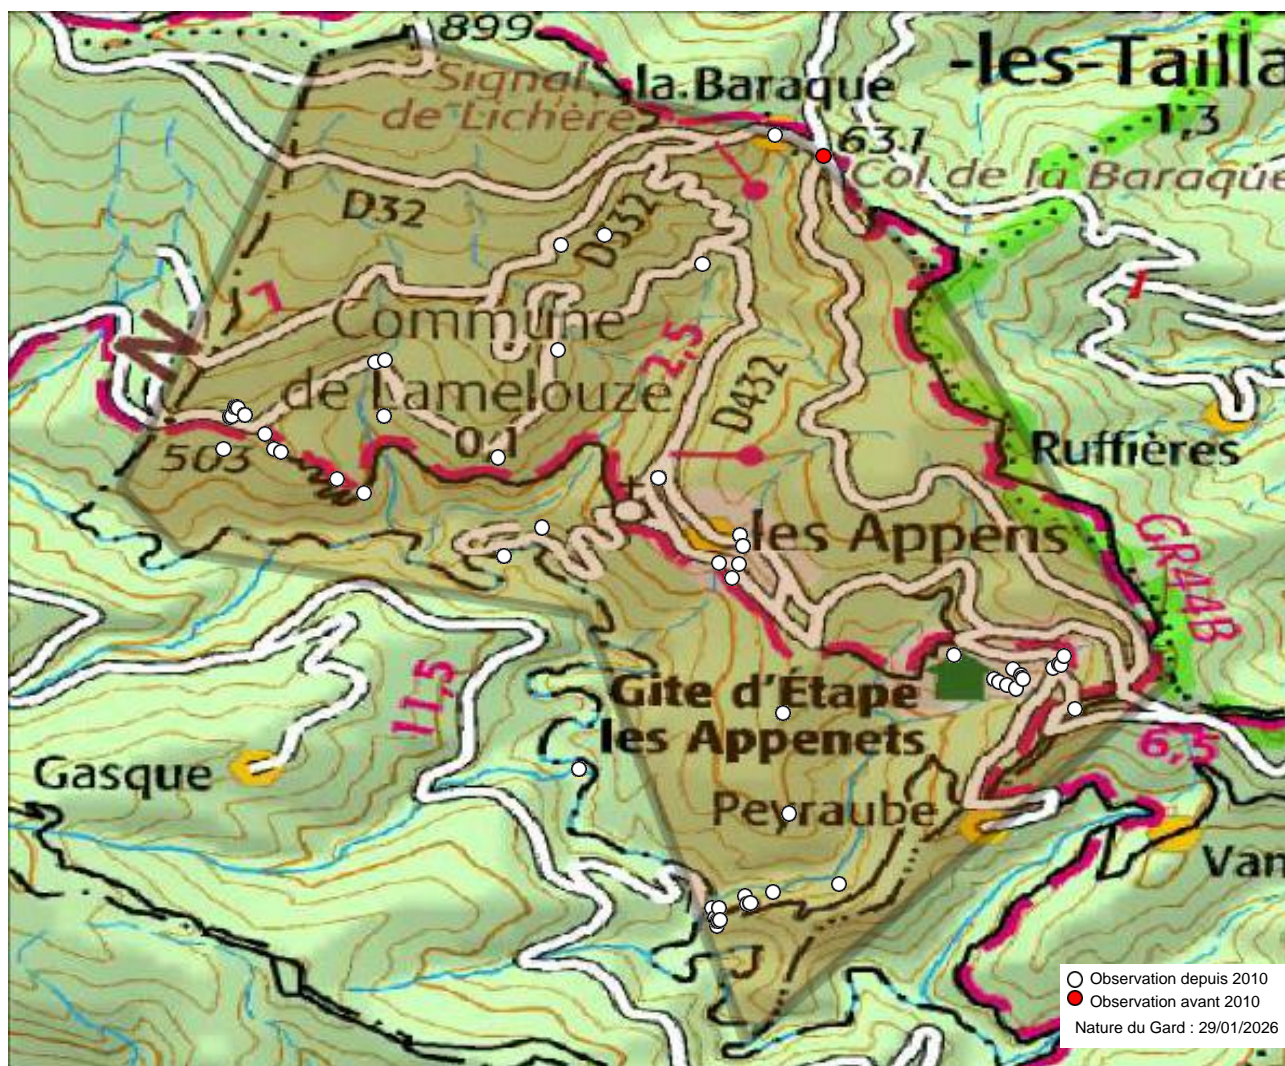 899
-les-Tailla
Signal
de Lichère
la Baraque
1,3
631
Col de la Baraque
D32
D332
7
1
Commune
de Lamelouze
2,5
N
D432
0.1
503
Ruffières
les Appens
GR44B
11,5
Gîte d'Étape
les Appenets
6,5
Gasque
Peyraube
Van
Observation depuis 2010
Observation avant 2010
Nature du Gard : 29/01/2026